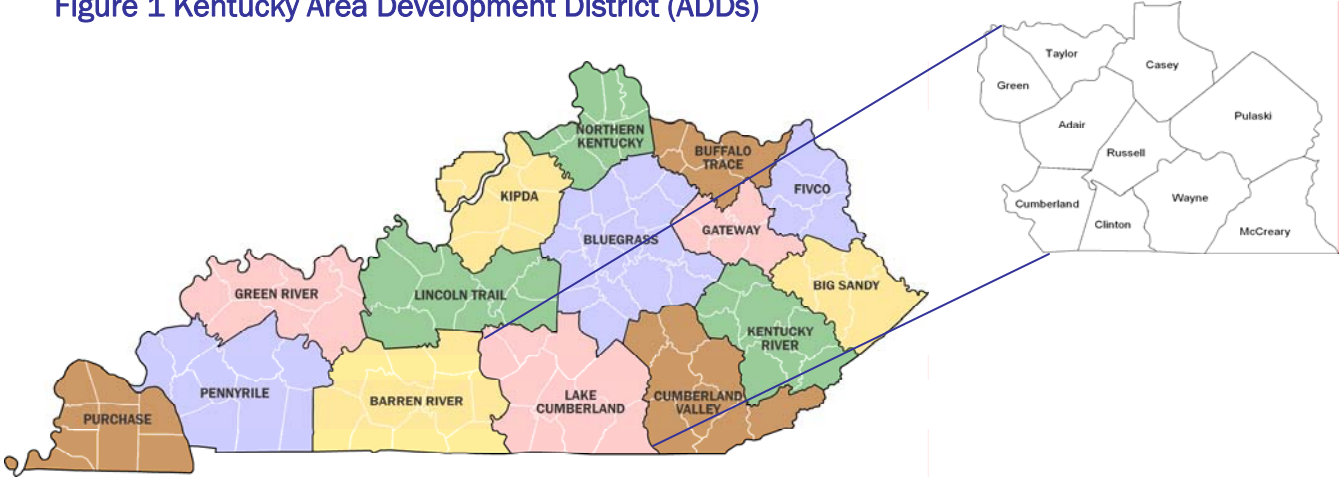 Figure 1 Kentucky Area Development District (ADDs)
Taylor
Casey
Green
Pulaski
Adair
Russell
Cumberland
Wayne
Clinton
McCreary
NORTHERN
KENTUCKY
BUFFALO
TRACE
KIPDA
FIVCO
BLUEGRASS
GATEWAY
GREEN RIVER
LINCOLN TRAIL
BIG SANDY
KENTUCKY
RIVER
PENNYRILE
BARREN RIVER
LAKE
CUMBERLAND
CUMBERLAND
VALLEY
PURCHASE